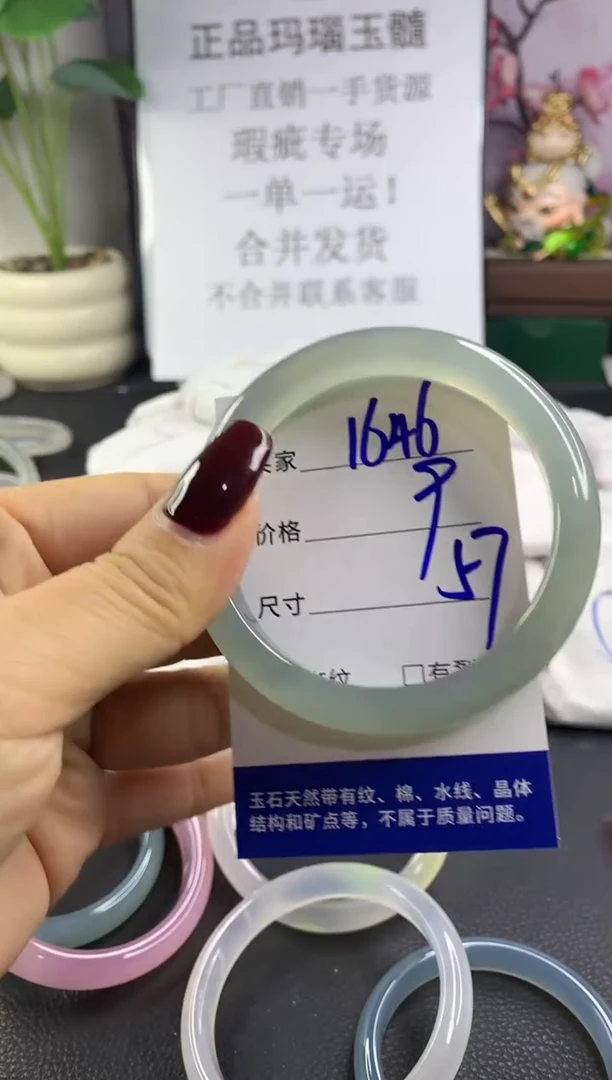 正品玛瑙玉髓
工厂直销一手货源
瑕疵专场
一单一运!
合并发货
不合并联系客服
家 1646
价格
尺寸 57
纹 □有
玉石天然带有纹、棉、水线、晶体
结构和矿点等，不属于质量问题。